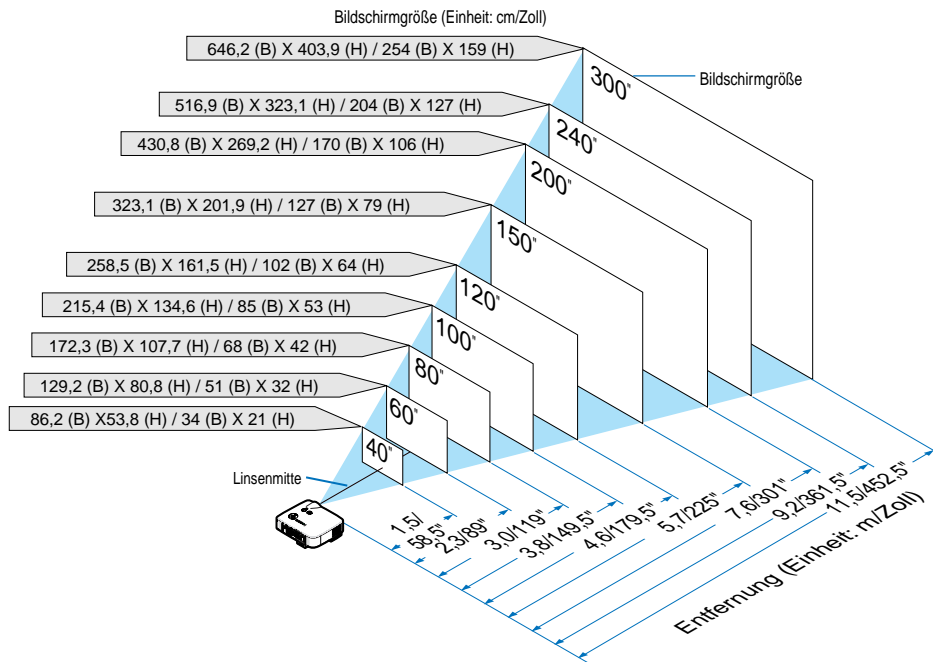 Bildschirmgröße (Einheit: cm/Zoll)
646,2 (B) X 403,9 (H) / 254 (B) X 159 (H)
300"
Bildschirmgröße
516,9 (B) X 323,1 (H) / 204 (B) X 127 (H)
240"
430,8 (B) X 269,2 (H) / 170 (B) X 106 (H)
200"
323,1 (B) X 201,9 (H) / 127 (B) X 79 (H)
150"
258,5 (B) X 161,5 (H) / 102 (B) X 64 (H)
120"
215,4 (B) X 134,6 (H) / 85 (B) X 53 (H)
100"
172,3 (B) X 107,7 (H) / 68 (B) X 42 (H)
80"
129,2 (B) X 80,8 (H) / 51 (B) X 32 (H)
60"
86,2 (B) X53,8 (H) / 34 (B) X 21 (H)
40"
Linsenmitte
1,5/
58,5"
2,3/89"
3,0/119"
3,8/149,5"
4,6/179,5"
5,7/225"
7,6/301"
9,2/361,5"
11,5/452,5"
Entfernung (Einheit: m/Zoll)